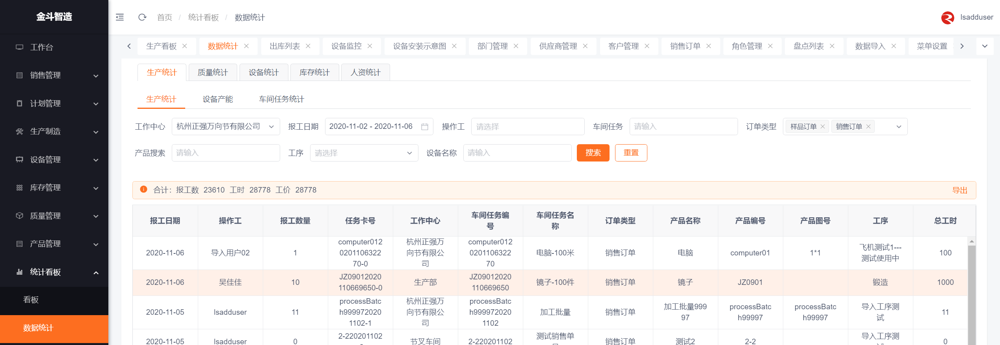 金斗智造
首页 / 统计看板 / 数据统计
lsadduser
工作台
销售管理
计划管理
生产制造
设备管理
库存管理
质量管理
产品管理
统计看板
看板
数据统计
生产看板 数据统计 出库列表 设备监控 设备安装示意图 部门管理 供应商管理 客户管理 销售订单 角色管理 盘点列表 数据导入 菜单设置
生产统计 质量统计 设备统计 库存统计 人资统计
生产统计 设备产能 车间任务统计
工作中心 杭州正强万向节有限公司 报工日期 2020-11-02 - 2020-11-06 操作工 请选择 车间任务 请输入 订单类型 样品订单 销售订单
产品搜索 请输入 工序 请选择 设备名称 请输入 搜索 重置
合计：报工数 23610 工时 28778 工价 28778 导出
报工日期 操作工 报工数量 任务卡号 工作中心 车间任务编号 车间任务名称 订单类型 产品名称 产品编号 产品图号 工序 总工时
2020-11-06 导入用户02 1 computer012020110632270-0 杭州正强万向节有限公司 computer012020110632270 电脑-100米 销售订单 电脑 computer01 1*1 飞机测试1---测试使用中 100
2020-11-06 吴佳佳 10 JZ09012020110669650-0 生产部 JZ09012020110669650 镜子-100件 销售订单 镜子 JZ0901 锻造 1000
2020-11-05 lsadduser 11 processBatch9999720201102-1 杭州正强万向节有限公司 processBatch9999720201102 加工批量 销售订单 加工批量99997 processBatch99997 processBatch99997 导入工序测试 11
2020-11-05 lsadduser 0 2-220201102 节叉车间 2-220201102 测试销售单 销售订单 测试2 2-2 导入工序测 0